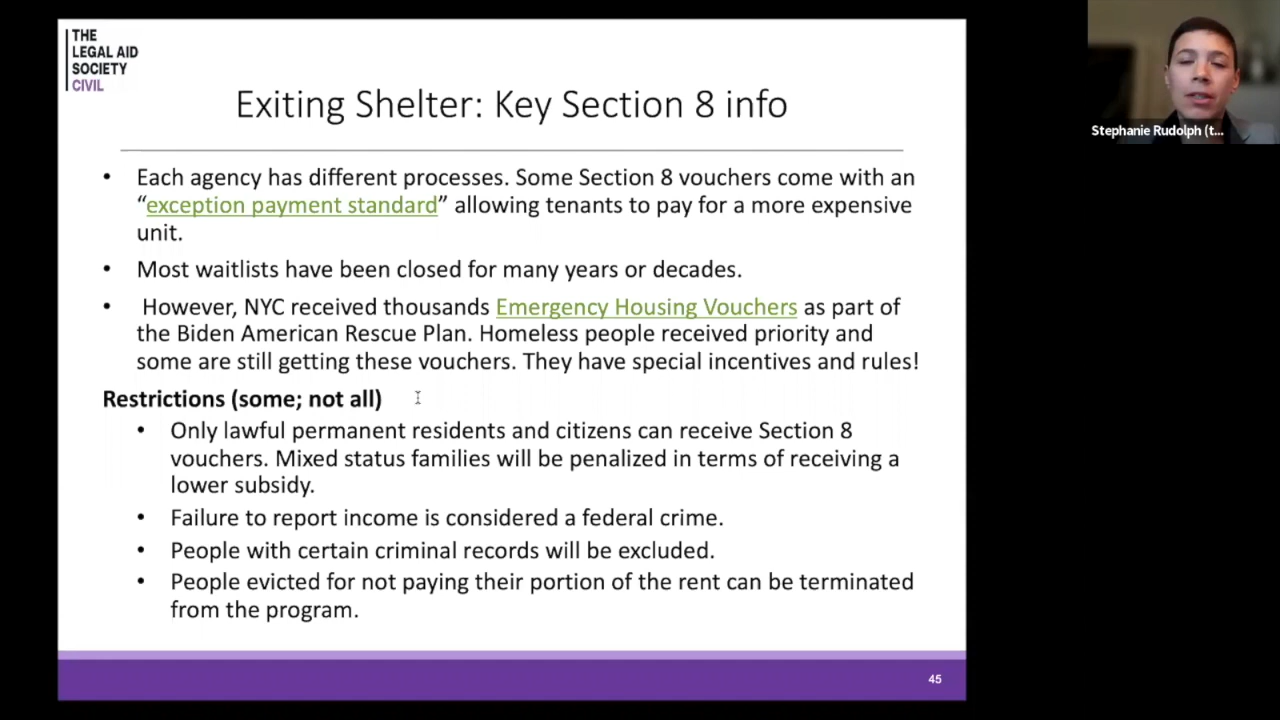 THE
LEGAL AID
SOCIETY
CIVIL
Exiting Shelter: Key Section 8 info
• Each agency has different processes. Some Section 8 vouchers come with an
“exception payment standard” allowing tenants to pay for a more expensive
unit.
• Most waitlists have been closed for many years or decades.
• However, NYC received thousands Emergency Housing Vouchers as part of
the Biden American Rescue Plan. Homeless people received priority and
some are still getting these vouchers. They have special incentives and rules!
Restrictions (some; not all)
• Only lawful permanent residents and citizens can receive Section 8
vouchers. Mixed status families will be penalized in terms of receiving a
lower subsidy.
• Failure to report income is considered a federal crime.
• People with certain criminal records will be excluded.
• People evicted for not paying their portion of the rent can be terminated
from the program.
45
Stephanie Rudolph (t...